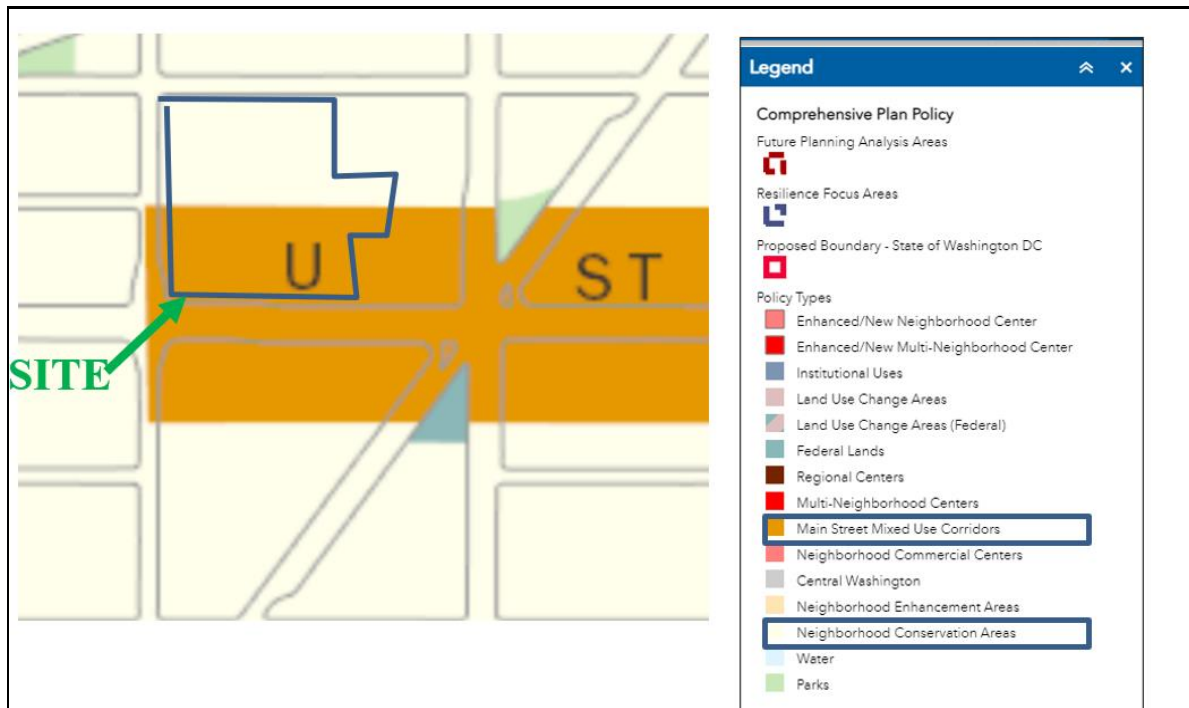 U
ST
SITE
Legend
Comprehensive Plan Policy
Future Planning Analysis Areas
Resilience Focus Areas
Proposed Boundary - State of Washington DC
Policy Types
Enhanced/New Neighborhood Center
Enhanced/New Multi-Neighborhood Center
Institutional Uses
Land Use Change Areas
Land Use Change Areas (Federal)
Federal Lands
Regional Centers
Multi-Neighborhood Centers
Main Street Mixed Use Corridors
Neighborhood Commercial Centers
Central Washington
Neighborhood Enhancement Areas
Neighborhood Conservation Areas
Water
Parks